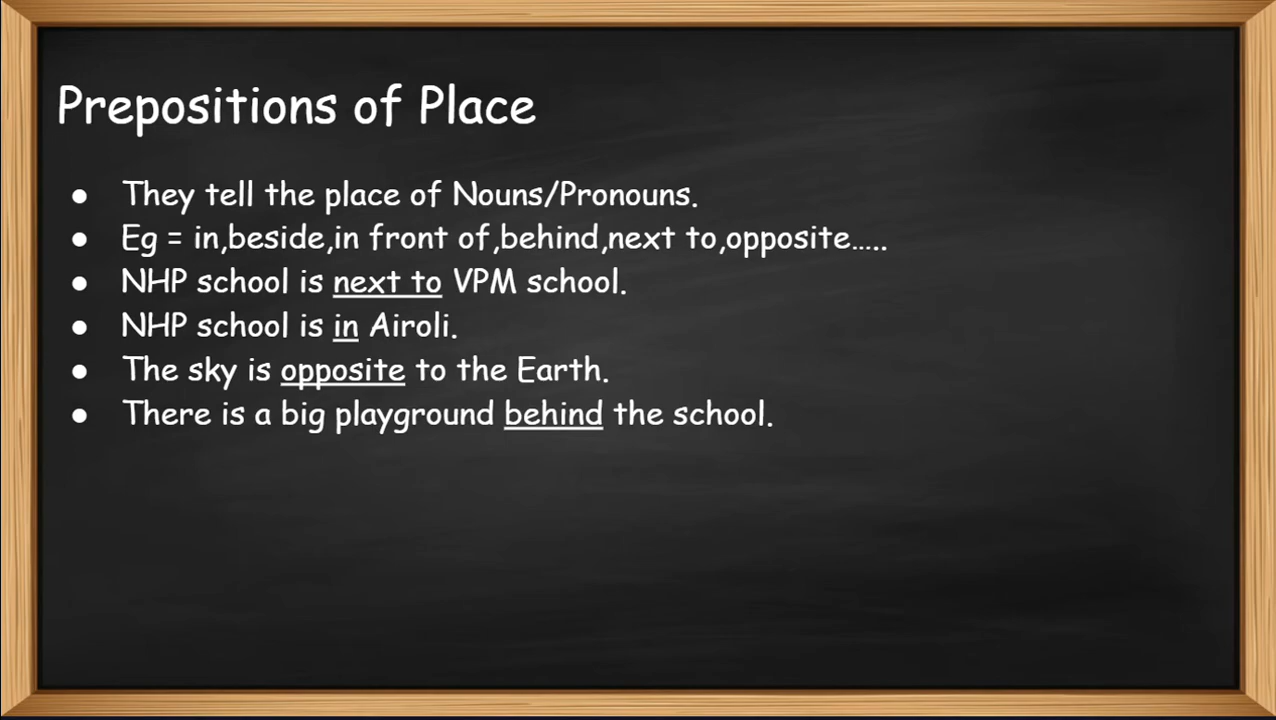 Prepositions of Place
● They tell the place of Nouns/Pronouns.
● Eg = in,beside,in front of,behind,next to,opposite.....
● NHP school is next to VPM school.
● NHP school is in Airoli.
● The sky is opposite to the Earth.
● There is a big playground behind the school.